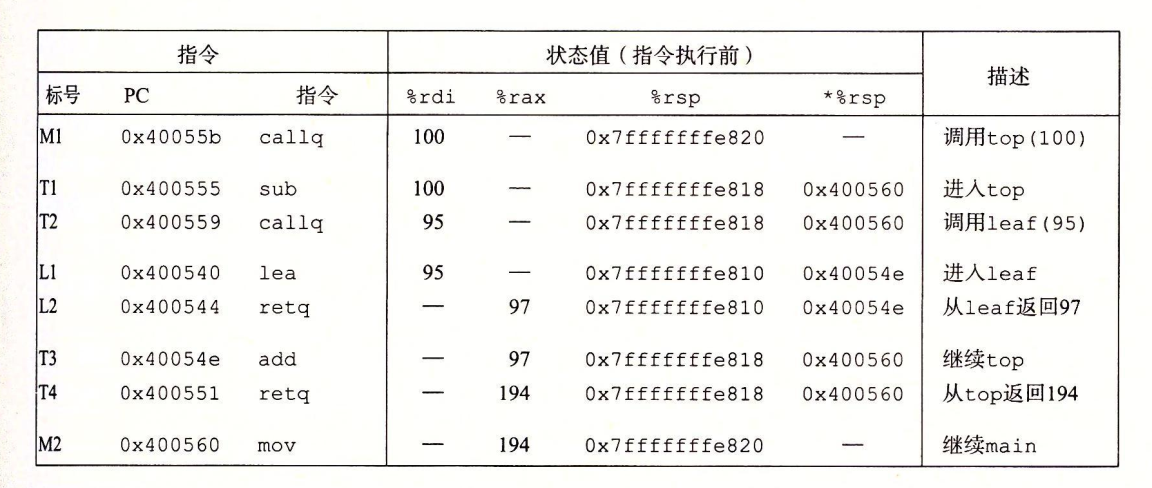 指令 状态值（指令执行前） 描述
标号 PC 指令 %rdi %rax %rsp *%rsp
M1 0x40055b callq 100 — 0x7fffffffe820 — 调用top(100)
T1 0x400555 sub 100 — 0x7fffffffe818 0x400560 进入top
T2 0x400559 callq 95 — 0x7fffffffe818 0x400560 调用leaf(95)
L1 0x400540 lea 95 — 0x7fffffffe810 0x40054e 进入leaf
L2 0x400544 retq — 97 0x7fffffffe810 0x40054e 从leaf返回97
T3 0x40054e add — 97 0x7fffffffe818 0x400560 继续top
T4 0x400551 retq — 194 0x7fffffffe818 0x400560 从top返回194
M2 0x400560 mov — 194 0x7fffffffe820 — 继续main